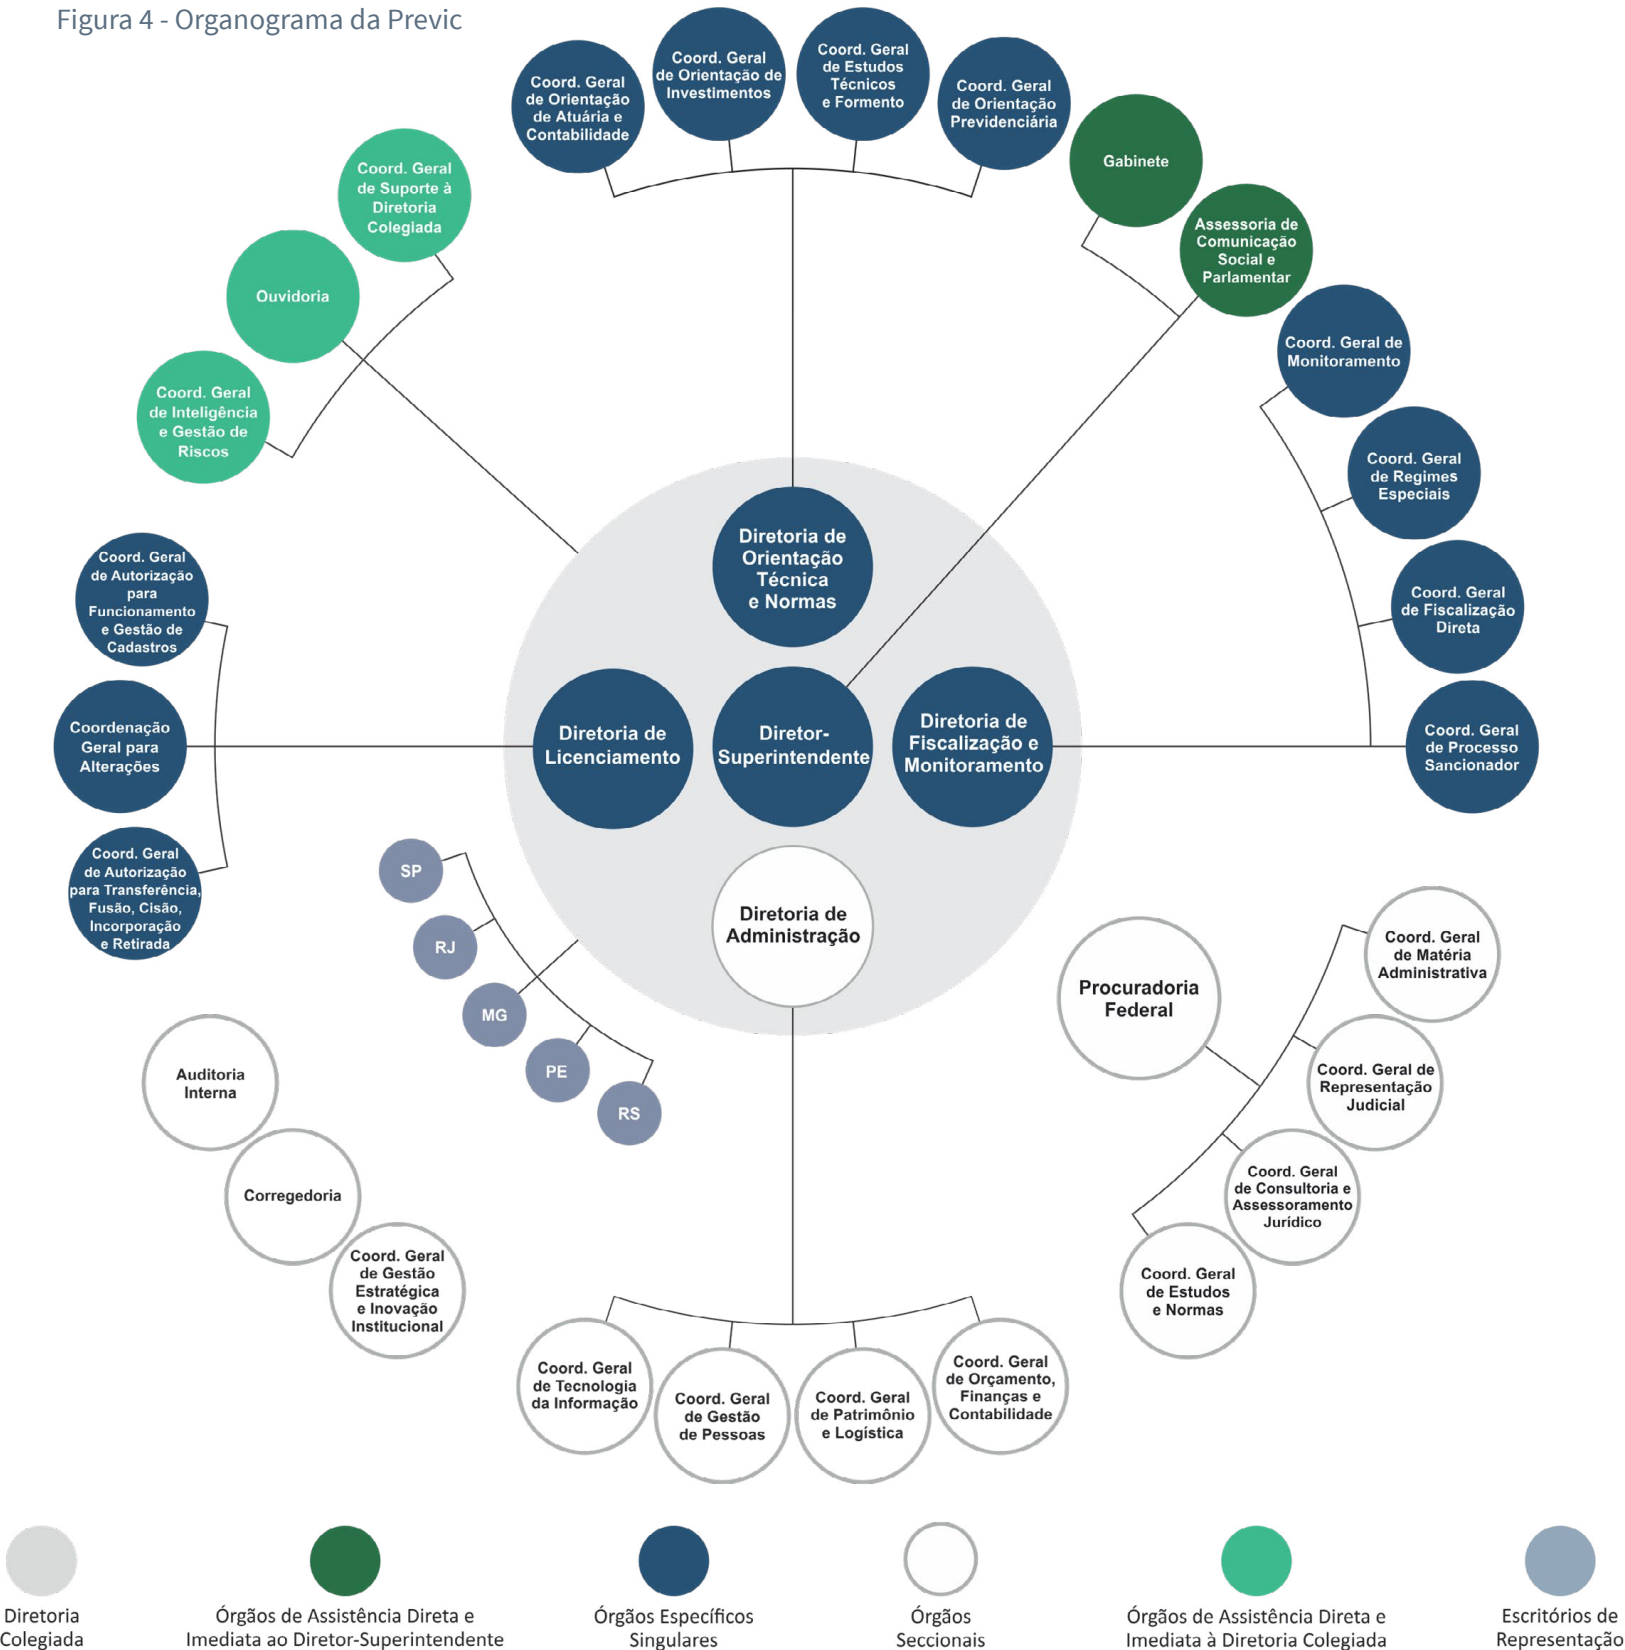 Figura 4 - Organograma da Previc
Coord. Geral
de Orientação
de Atuária e
Contabilidade
Coord. Geral
de Orientação de
Investimentos
Coord. Geral
de Estudos
Técnicos
e Formento
Coord. Geral
de Orientação
Previdenciária
Gabinete
Assessoria de
Comunicação
Social e
Parlamentar
Coord. Geral
de Suporte à
Diretoria
Colegiada
Ouvidoria
Coord. Geral
de Inteligência
e Gestão de
Riscos
Coord. Geral de
Monitoramento
Coord. Geral
de Regimes
Especiais
Coord. Geral
de Fiscalização
Direta
Coord. Geral
de Processo
Sancionador
Coord. Geral
de Autorização
para
Funcionamento
e Gestão de
Cadastros
Coordenação
Geral para
Alterações
Coord. Geral
de Autorização
para Transferência,
Fusão, Cisão,
Incorporação
e Retirada
Diretoria de
Orientação
Técnica
e Normas
Diretoria de
Licenciamento
Diretor-
Superintendente
Diretoria de
Fiscalização e
Monitoramento
Diretoria de
Administração
SP
RJ
MG
PE
RS
Procuradoria
Federal
Coord. Geral
de Matéria
Administrativa
Coord. Geral de
Representação
Judicial
Coord. Geral
de Consultoria e
Assessoramento
Jurídico
Coord. Geral
de Estudos
e Normas
Auditoria
Interna
Corregedoria
Coord. Geral
de Gestão
Estratégica
e Inovação
Institucional
Coord. Geral
de Tecnologia
da Informação
Coord. Geral
de Gestão
de Pessoas
Coord. Geral
de Patrimônio
e Logística
Coord. Geral
de Orçamento,
Finanças e
Contabilidade
Diretoria
Colegiada
Órgãos de Assistência Direta e
Imediata ao Diretor-Superintendente
Órgãos Específicos
Singulares
Órgãos
Seccionais
Órgãos de Assistência Direta e
Imediata à Diretoria Colegiada
Escritórios de
Representação